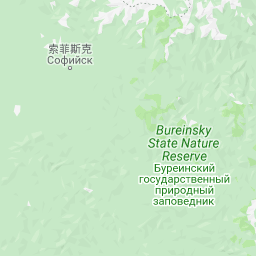 索菲斯克
Софийск
Bureinsky
State Nature
Reserve
Буреинский
государственный
природный
заповедник